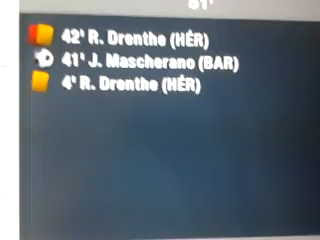 42' R. Drenthe (HÉR)
41' J. Mascherano (BAR)
4' R. Drenthe (HÉR)